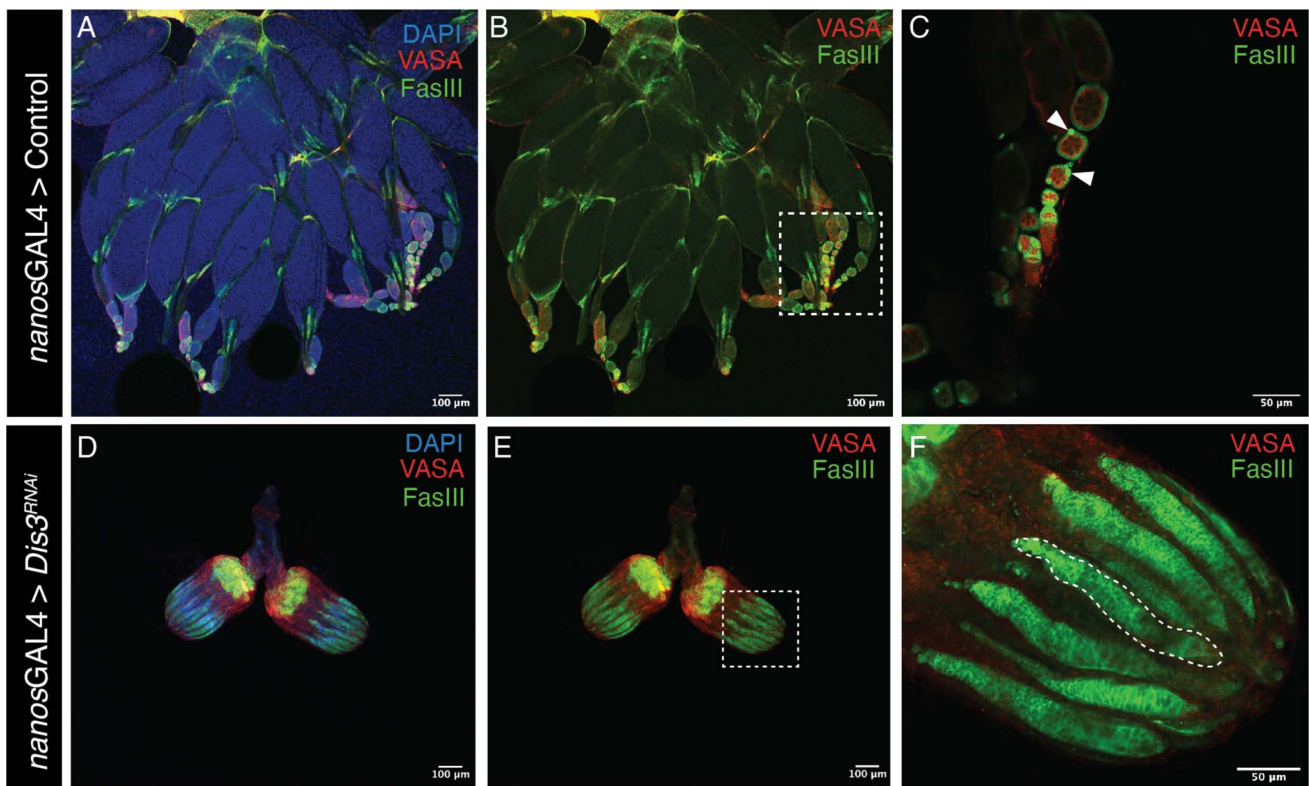 nanosGAL4 > Control
A
DAPI
VASA
FasIII
100 μm
B
VASA
FasIII
100 μm
C
VASA
FasIII
50 μm
nanosGAL4 > Dis3RNAi
D
DAPI
VASA
FasIII
100 μm
E
VASA
FasIII
100 μm
F
VASA
FasIII
50 μm